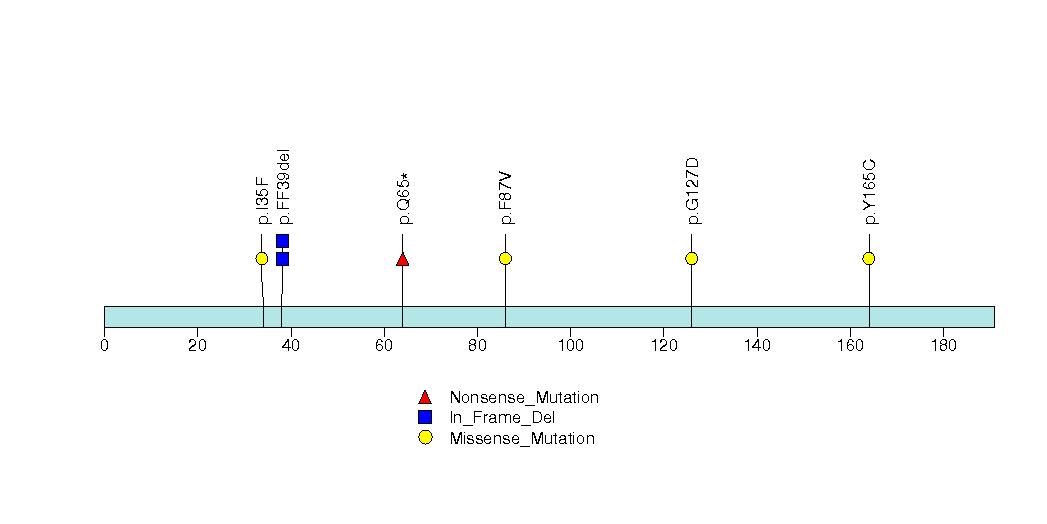 p.I35F
p.FF39del
p.Q65*
p.F87V
p.G127D
p.Y165C
0 20 40 60 80 100 120 140 160 180
Nonsense_Mutation
In_Frame_Del
Missense_Mutation